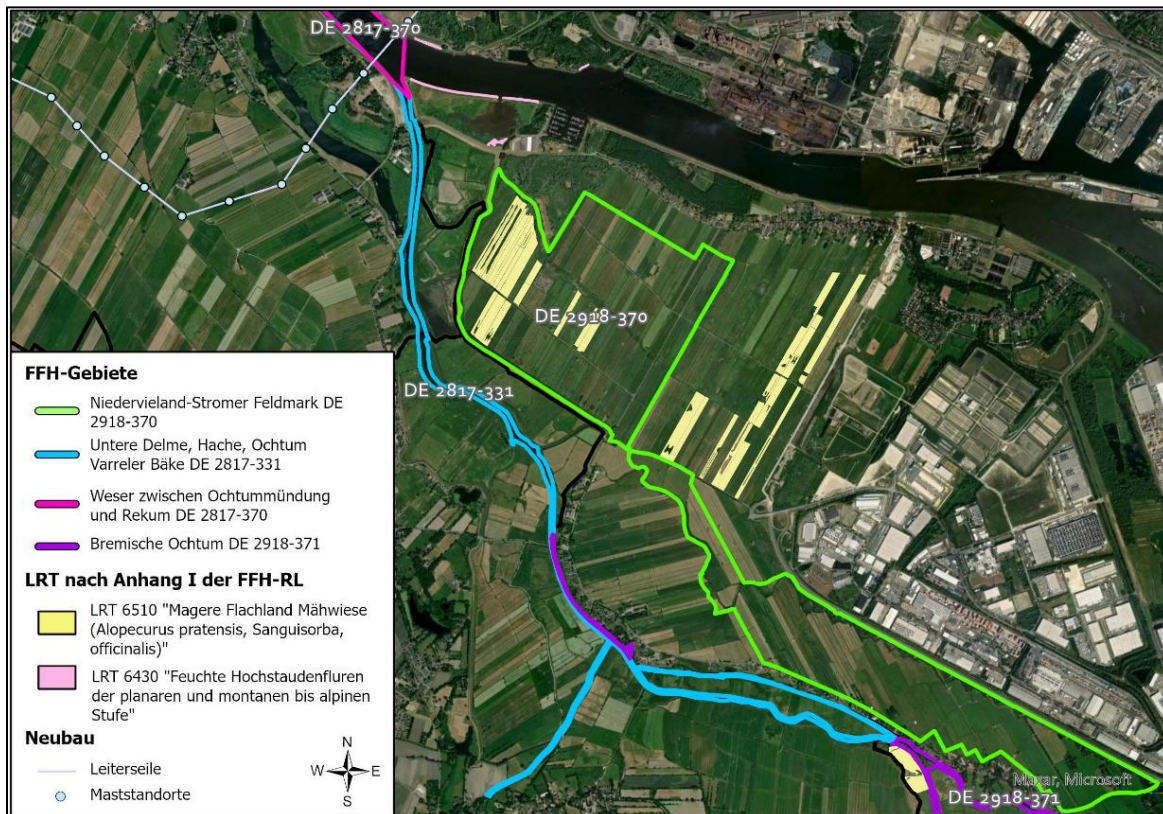 DE 2817-370
DE 2918-370
DE 2817-331
FFH-Gebiete
Niedervieland-Stromer Feldmark DE
2918-370
Untere Delme, Hache, Ochtum
Varreler Bäke DE 2817-331
Weser zwischen Ochtummündung
und Rekum DE 2817-370
Bremische Ochtum DE 2918-371
LRT nach Anhang I der FFH-RL
LRT 6510 "Magere Flachland Mähwiese
(Alopecurus pratensis, Sanguisorba,
officinalis)"
LRT 6430 "Feuchte Hochstaudenfluren
der planaren und montanen bis alpinen
Stufe"
Neubau
Leiterseile
Maststandorte
N
W E
S
Maxar, Microsoft
DE 2918-371